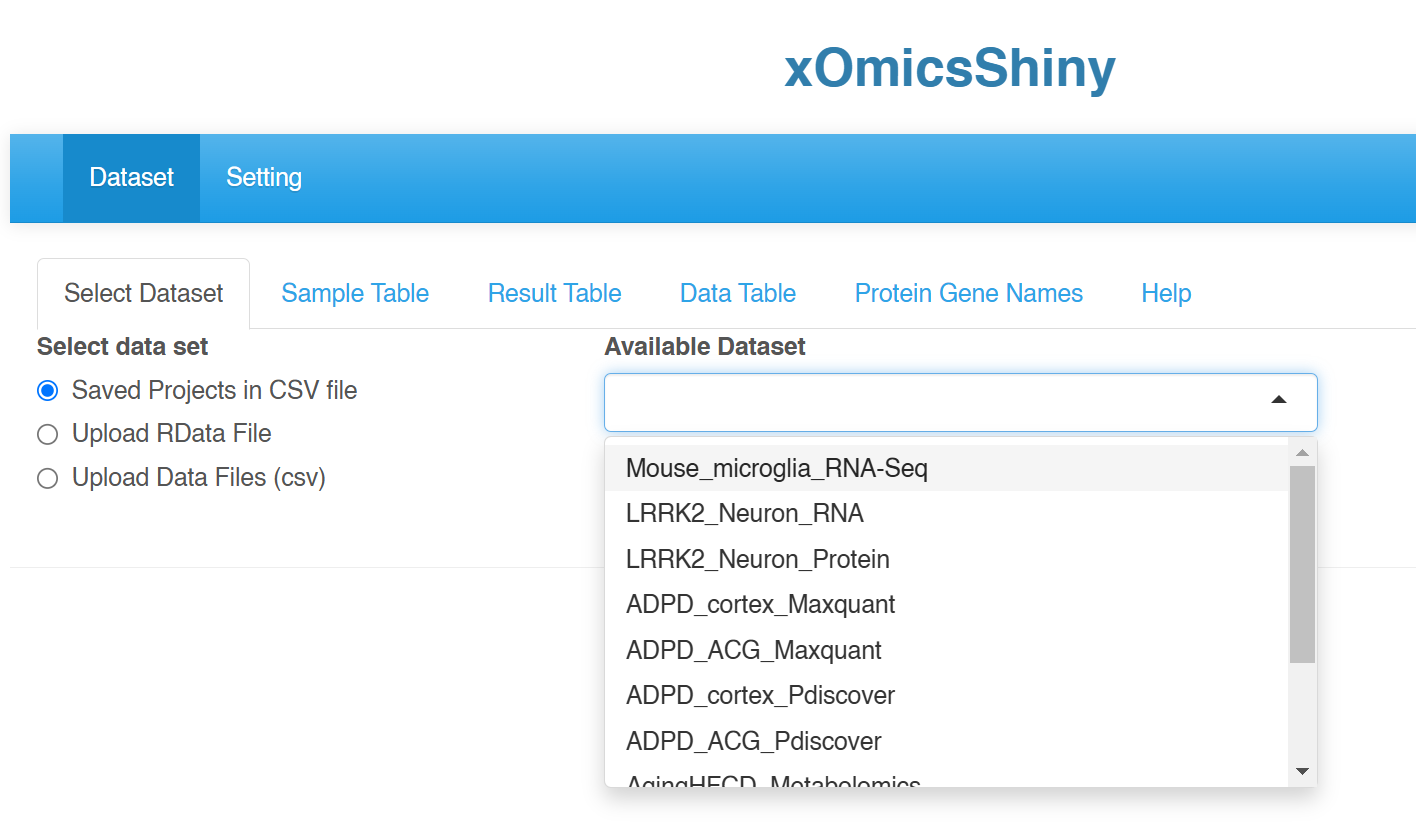 xOmicsShiny
Dataset Setting
Select Dataset Sample Table Result Table Data Table Protein Gene Names Help
Select data set
Saved Projects in CSV file
Upload RData File
Upload Data Files (csv)
Available Dataset
Mouse_microglia_RNA-Seq
LRRK2_Neuron_RNA
LRRK2_Neuron_Protein
ADPD_cortex_Maxquant
ADPD_ACG_Maxquant
ADPD_cortex_Pdiscover
ADPD_ACG_Pdiscover
AgingHFCD_Metabolomics